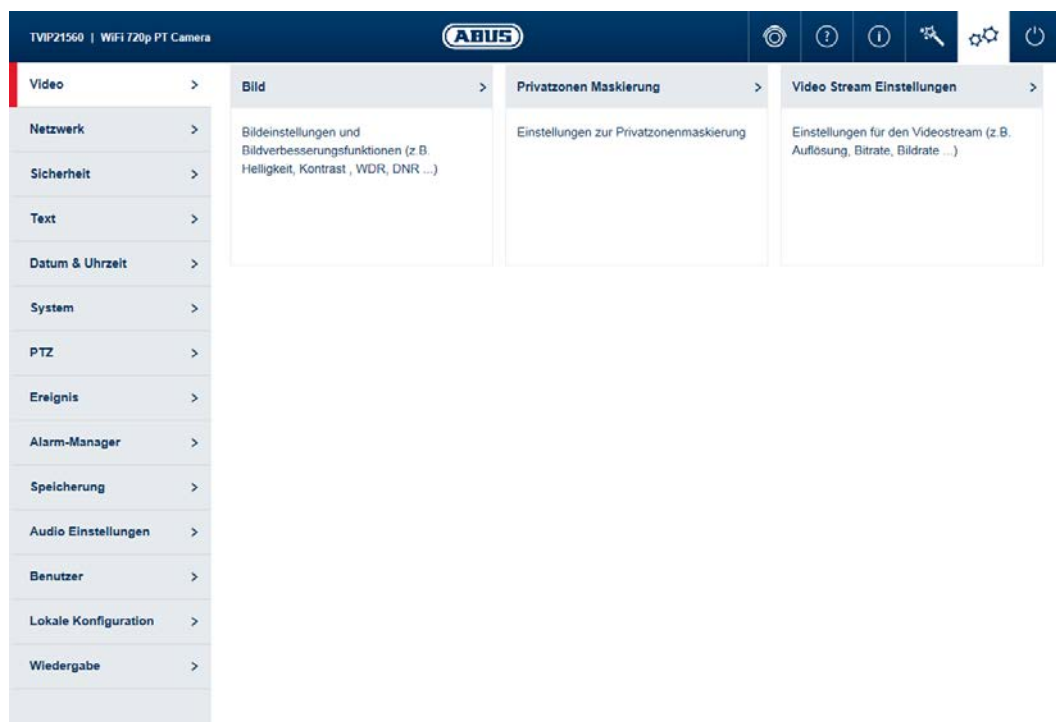 TVIP21560 | WiFi 720p PT Camera
ABUS
Video
Netzwerk
Sicherheit
Text
Datum & Uhrzeit
System
PTZ
Ereignis
Alarm-Manager
Speicherung
Audio Einstellungen
Benutzer
Lokale Konfiguration
Wiedergabe
Bild
Bildeinstellungen und
Bildverbesserungsfunktionen (z.B.
Helligkeit, Kontrast , WDR, DNR ...)
Privatzonen Maskierung
Einstellungen zur Privatzonenmaskierung
Video Stream Einstellungen
Einstellungen für den Videostream (z.B.
Auflösung, Bitrate, Bildrate ...)